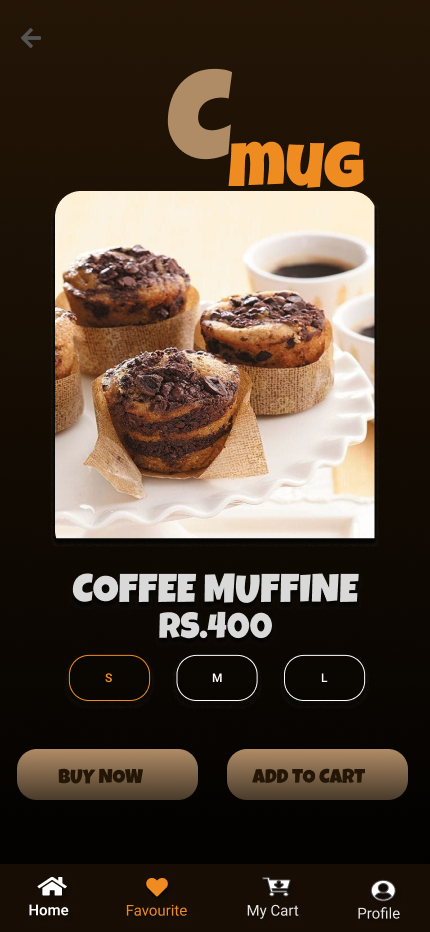 C
mug
COFFEE MUFFINE
RS.400
S M L
BUY NOW ADD TO CART
Home Favourite My Cart Profile